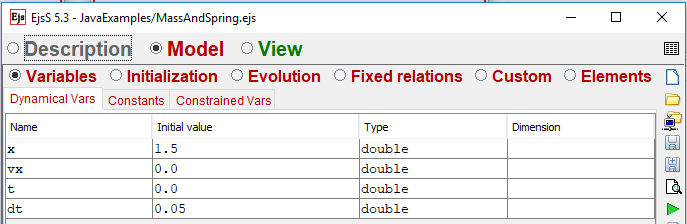 Ejs EjsS 5.3 - JavaExamples/MassAndSpring.ejs
Description Model View
Variables Initialization Evolution Fixed relations Custom Elements
Dynamical Vars Constants Constrained Vars
Name Initial value Type Dimension
x 1.5 double
vx 0.0 double
t 0.0 double
dt 0.05 double